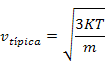 v_típica = √(3KT/m)